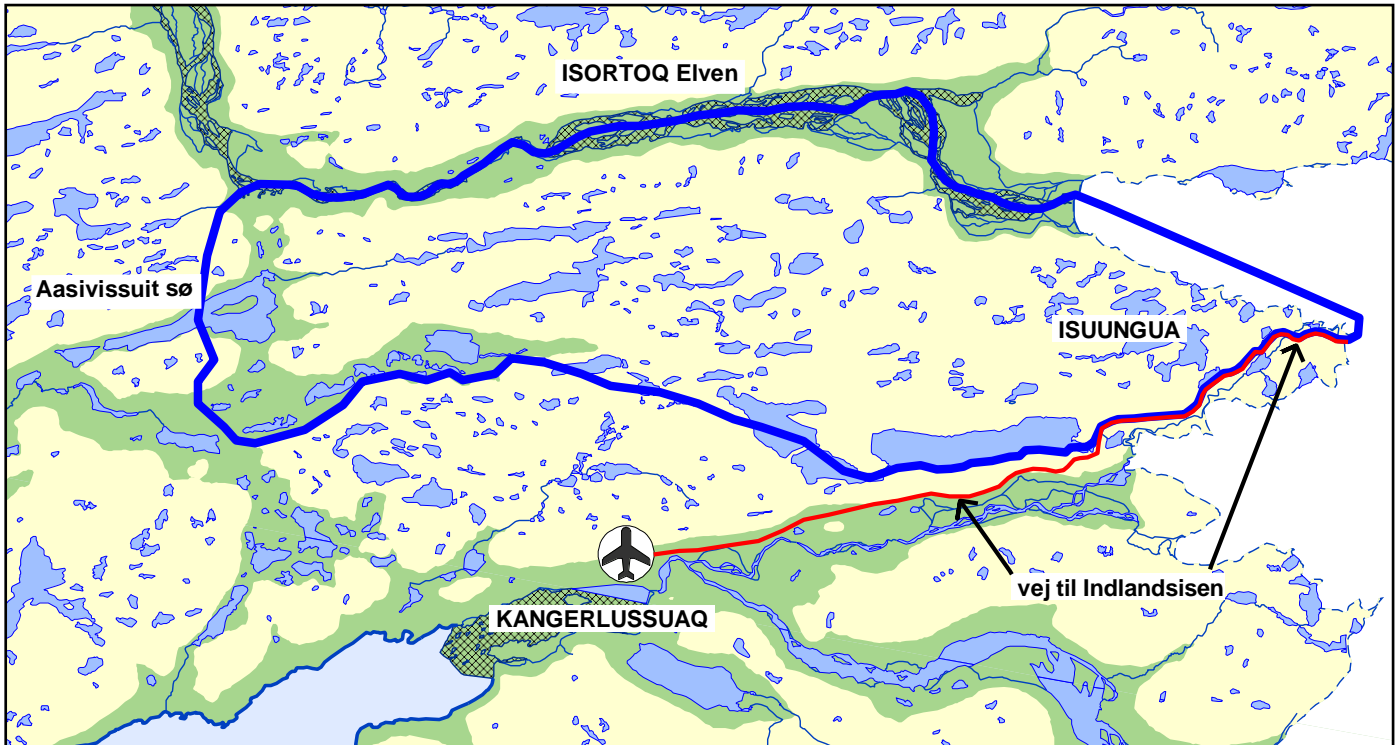 ISORTOQ Elven
Aasivissuit sø
ISUUNGUA
vej til Indlandsisen
KANGERLUSSUAQ